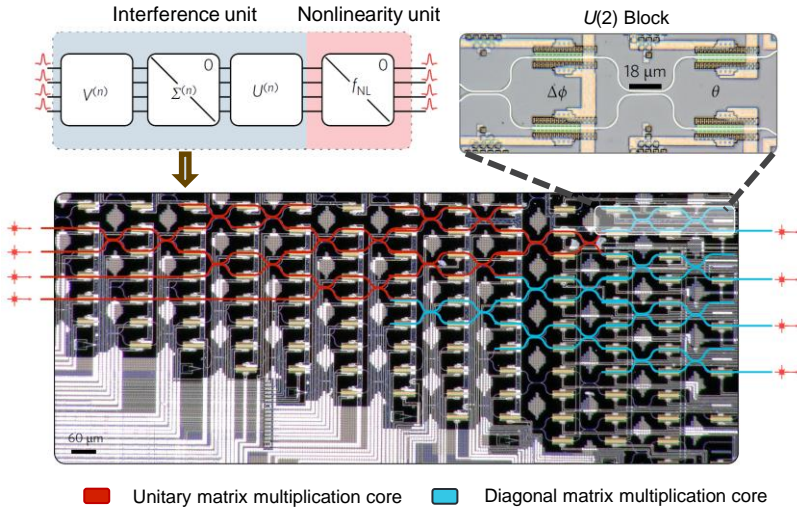 Interference unit
Nonlinearity unit
U(2) Block
V⁽ⁿ⁾
0
Σ⁽ⁿ⁾
U⁽ⁿ⁾
0
f_NL
Δϕ
18 μm
θ
60 μm
Unitary matrix multiplication core
Diagonal matrix multiplication core